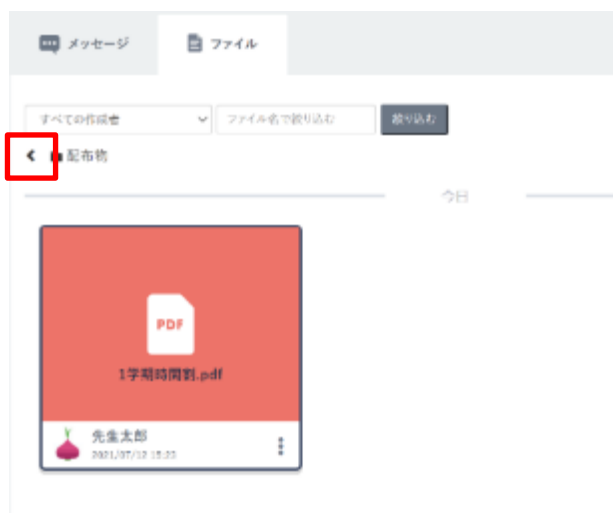 メッセージ
ファイル
すべての作成者
ファイル名で絞り込む
絞り込む
配布物
今日
PDF
1学期時間割.pdf
先生太郎
2021/07/12 15:23